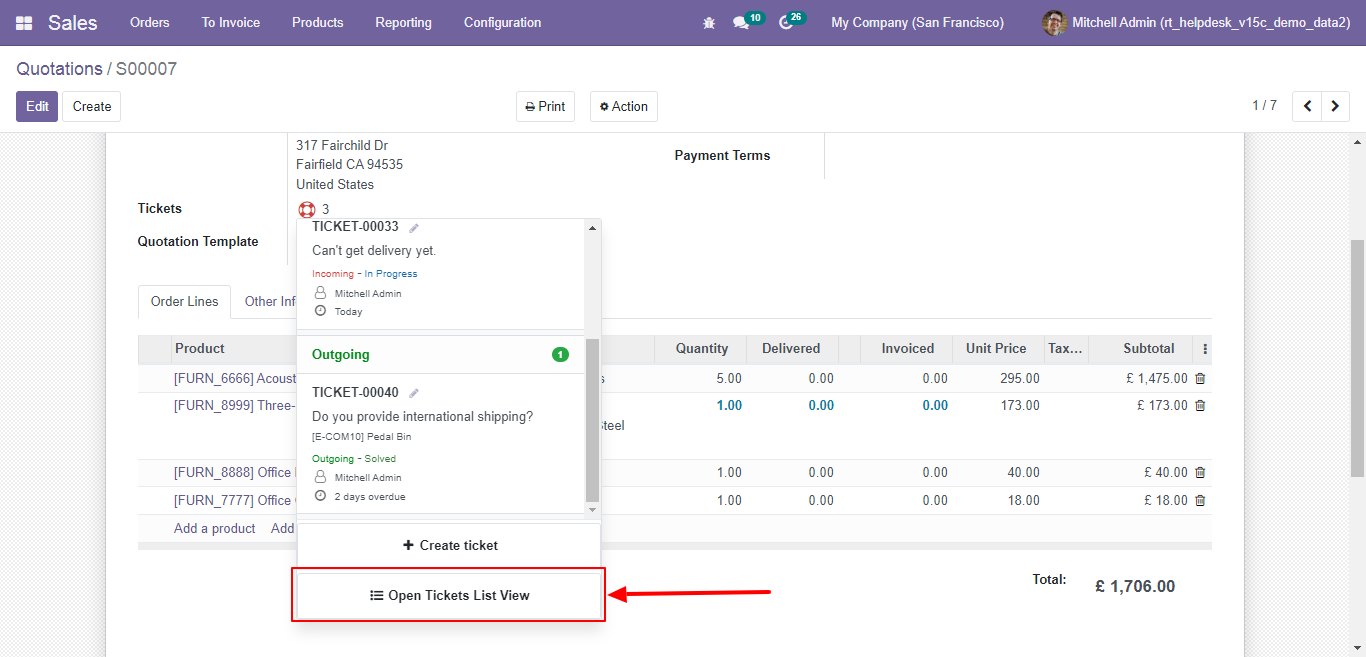 Sales Orders To Invoice Products Reporting Configuration 10 26 My Company (San Francisco) Mitchell Admin (rt_helpdesk_v15c_demo_data2)
Quotations / S00007
Edit Create Print Action 1 / 7
317 Fairchild Dr
Fairfield CA 94535
United States
Payment Terms
Tickets 3
Quotation Template
TICKET-00033
Can't get delivery yet.
Incoming - In Progress
Mitchell Admin
Today
Outgoing 1
TICKET-00040
Do you provide international shipping?
[E-COM10] Pedal Bin
Outgoing - Solved
Mitchell Admin
2 days overdue
Create ticket
Open Tickets List View
Order Lines Other Inf
Product Quantity Delivered Invoiced Unit Price Tax... Subtotal
[FURN_6666] Acoust s 5.00 0.00 0.00 295.00 £ 1,475.00
[FURN_8999] Three- 1.00 0.00 0.00 173.00 £ 173.00
Steel
[FURN_8888] Office 1.00 0.00 0.00 40.00 £ 40.00
[FURN_7777] Office 1.00 0.00 0.00 18.00 £ 18.00
Add a product Add
Total: £ 1,706.00